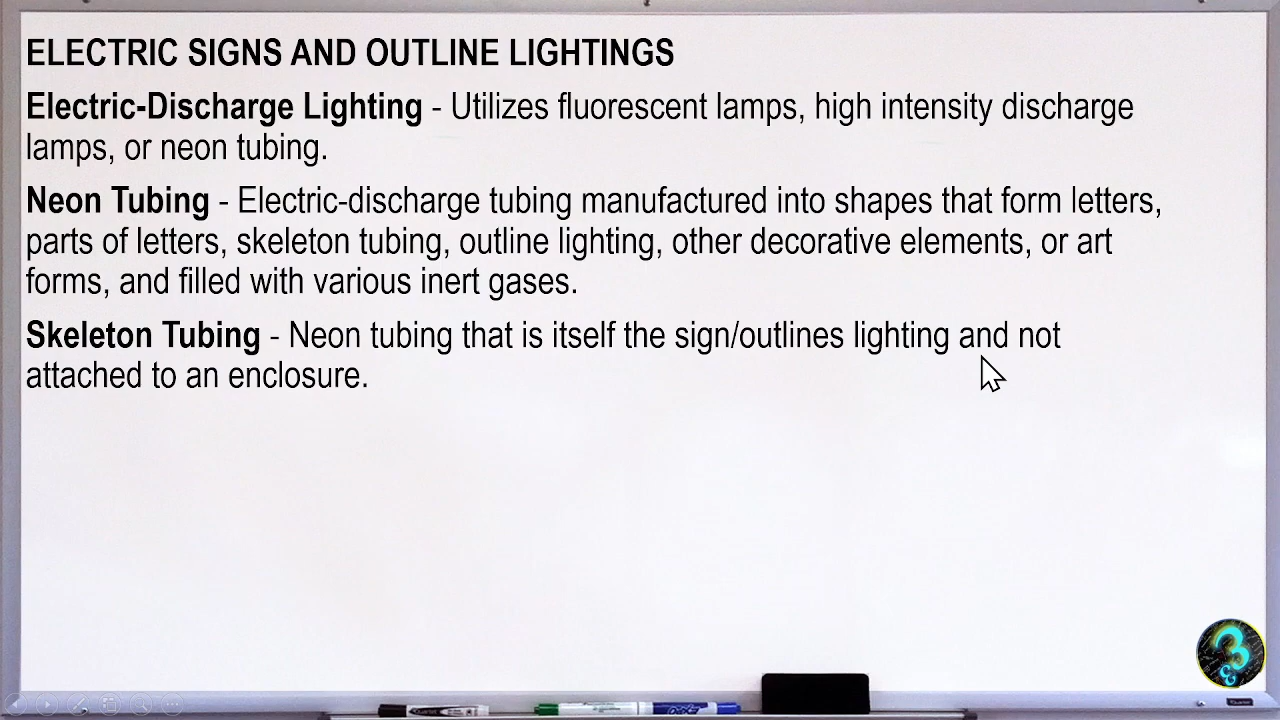 ELECTRIC SIGNS AND OUTLINE LIGHTINGS
Electric-Discharge Lighting - Utilizes fluorescent lamps, high intensity discharge
lamps, or neon tubing.
Neon Tubing - Electric-discharge tubing manufactured into shapes that form letters,
parts of letters, skeleton tubing, outline lighting, other decorative elements, or art
forms, and filled with various inert gases.
Skeleton Tubing - Neon tubing that is itself the sign/outlines lighting and not
attached to an enclosure.
3